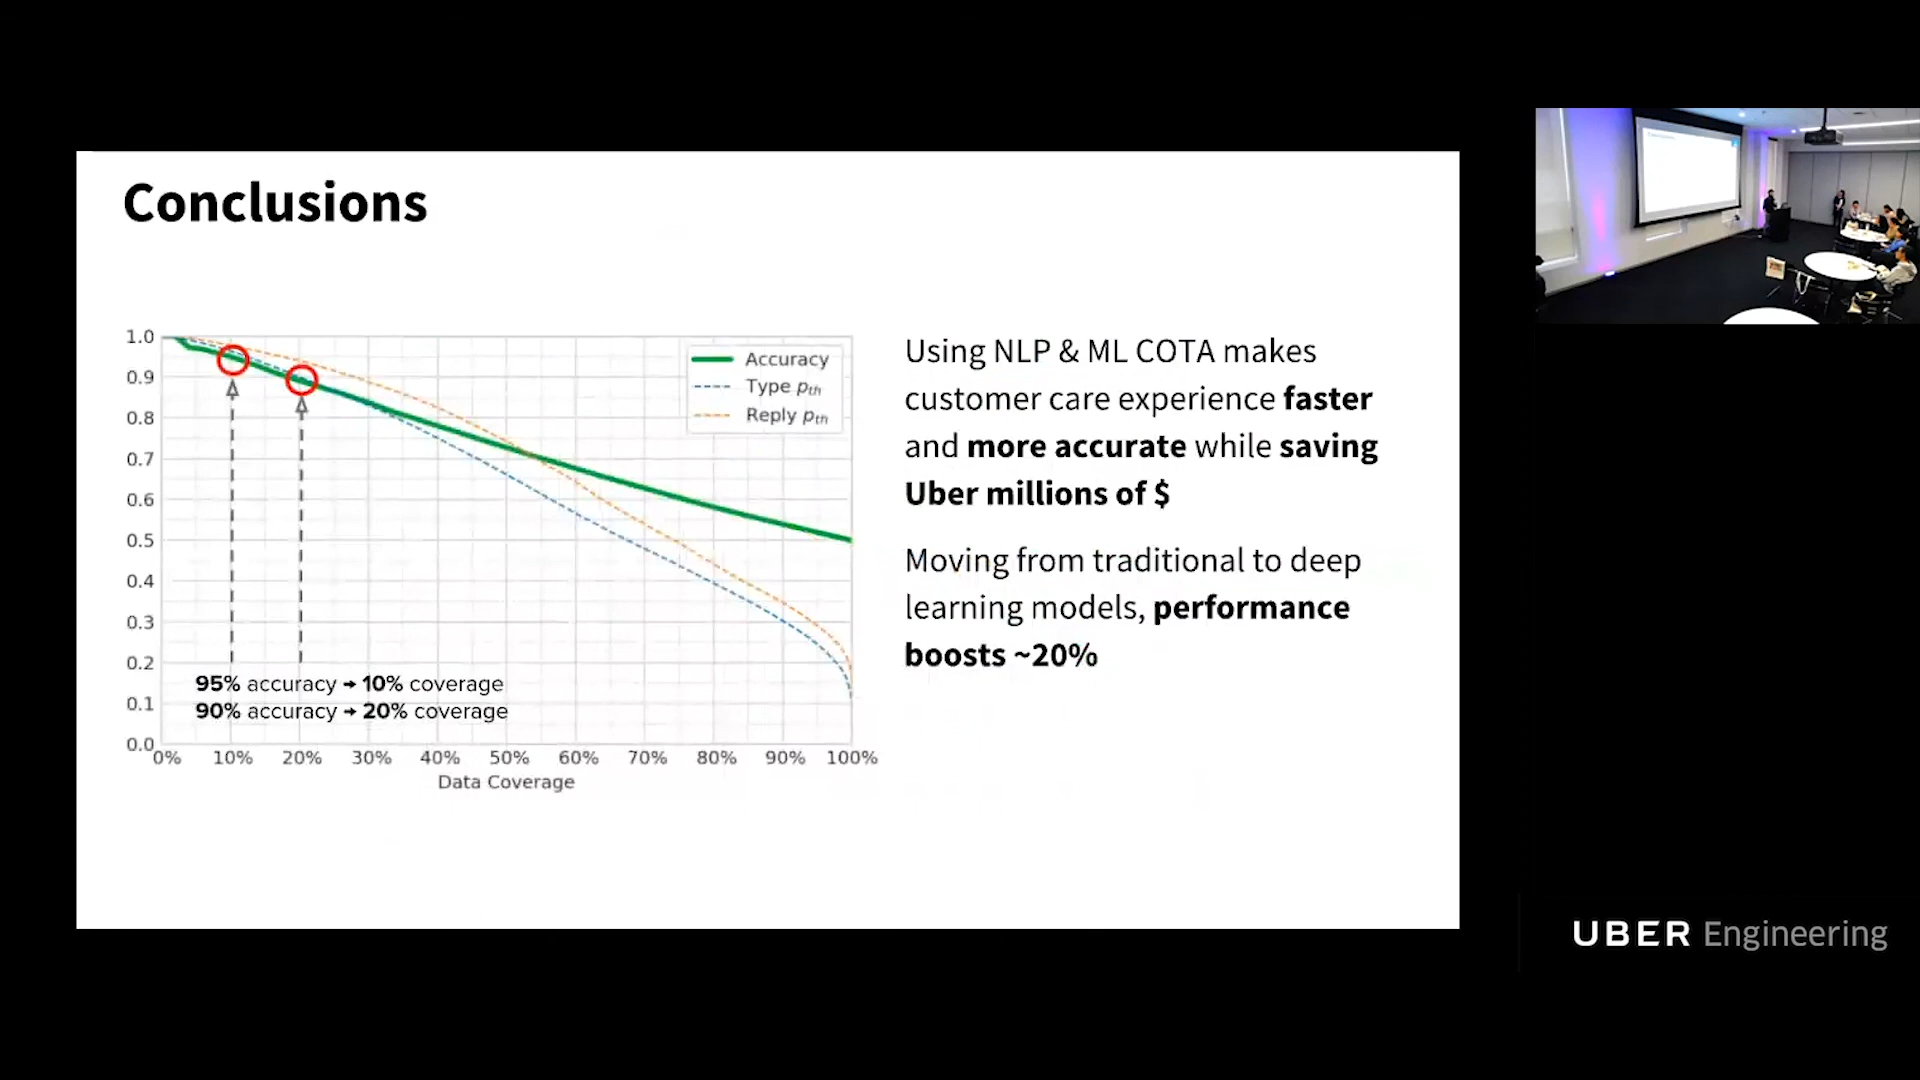 Conclusions
1.0
0.9
0.8
0.7
0.6
0.5
0.4
0.3
0.2
0.1
0.0
0% 10% 20% 30% 40% 50% 60% 70% 80% 90% 100%
Data Coverage
Accuracy
Type pth
Reply pth
95% accuracy → 10% coverage
90% accuracy → 20% coverage
Using NLP & ML COTA makes
customer care experience faster
and more accurate while saving
Uber millions of $
Moving from traditional to deep
learning models, performance
boosts ~20%
UBER Engineering